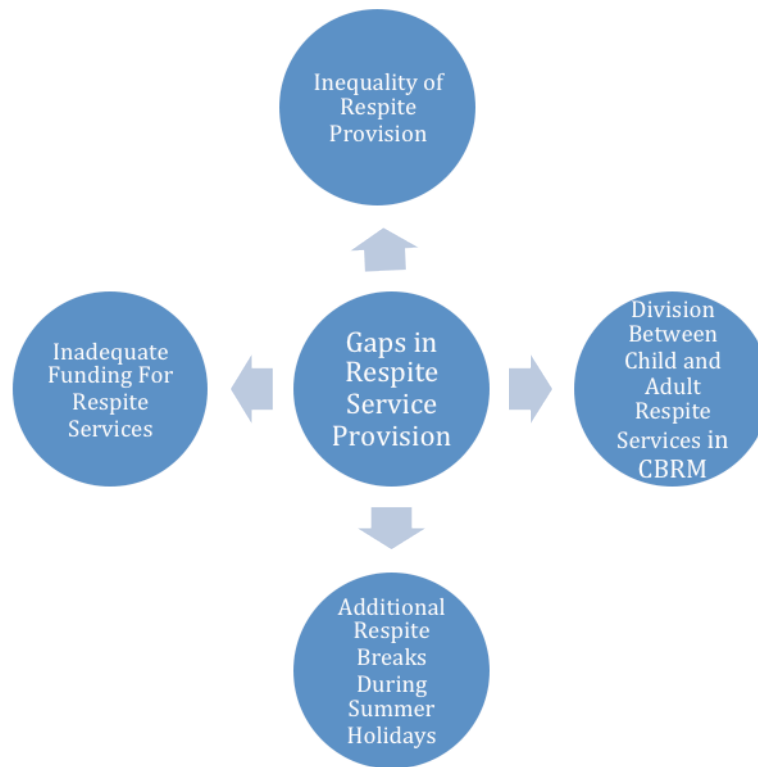 Inequality of
Respite
Provision
Inadequate
Funding For
Respite
Services
Gaps in
Respite
Service
Provision
Division
Between
Child and
Adult
Respite
Services in
CBRM
Additional
Respite
Breaks
During
Summer
Holidays